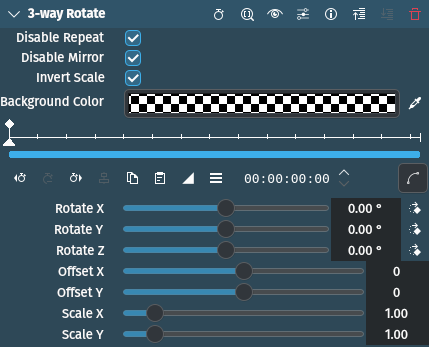 3-way Rotate
Disable Repeat
Disable Mirror
Invert Scale
Background Color
00:00:00:00
Rotate X 0.00 °
Rotate Y 0.00 °
Rotate Z 0.00 °
Offset X 0
Offset Y 0
Scale X 1.00
Scale Y 1.00